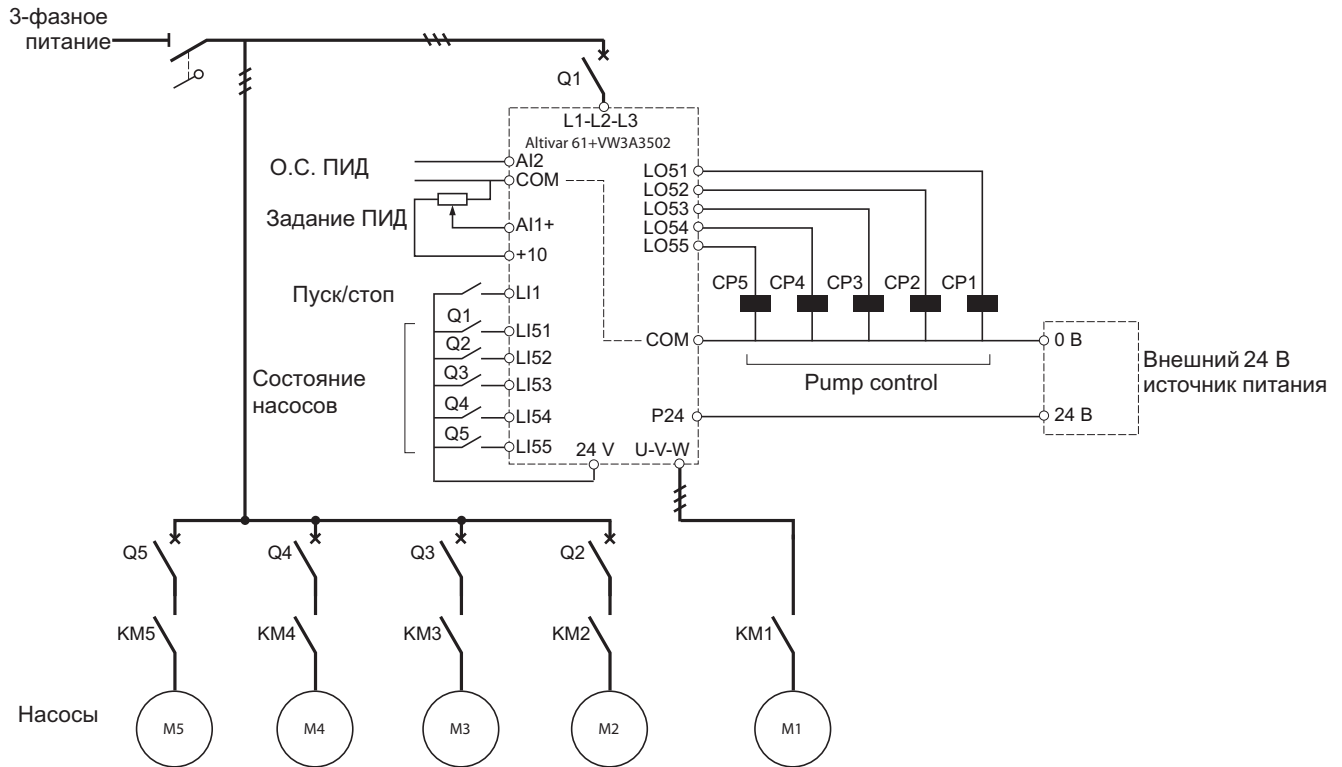 3-фазное
питание
Q1
L1-L2-L3
Altivar 61+VW3A3502
О.С. ПИД
AI2
COM
Задание ПИД
AI1+
+10
Пуск/стоп
LI1
Состояние
насосов
Q1
LI51
Q2
LI52
Q3
LI53
Q4
LI54
Q5
LI55
24 V
U-V-W
LO51
LO52
LO53
LO54
LO55
CP5
CP4
CP3
CP2
CP1
COM
0 В
Pump control
P24
24 В
Внешний 24 В
источник питания
Q5
Q4
Q3
Q2
KM5
KM4
KM3
KM2
KM1
Насосы
M5
M4
M3
M2
M1